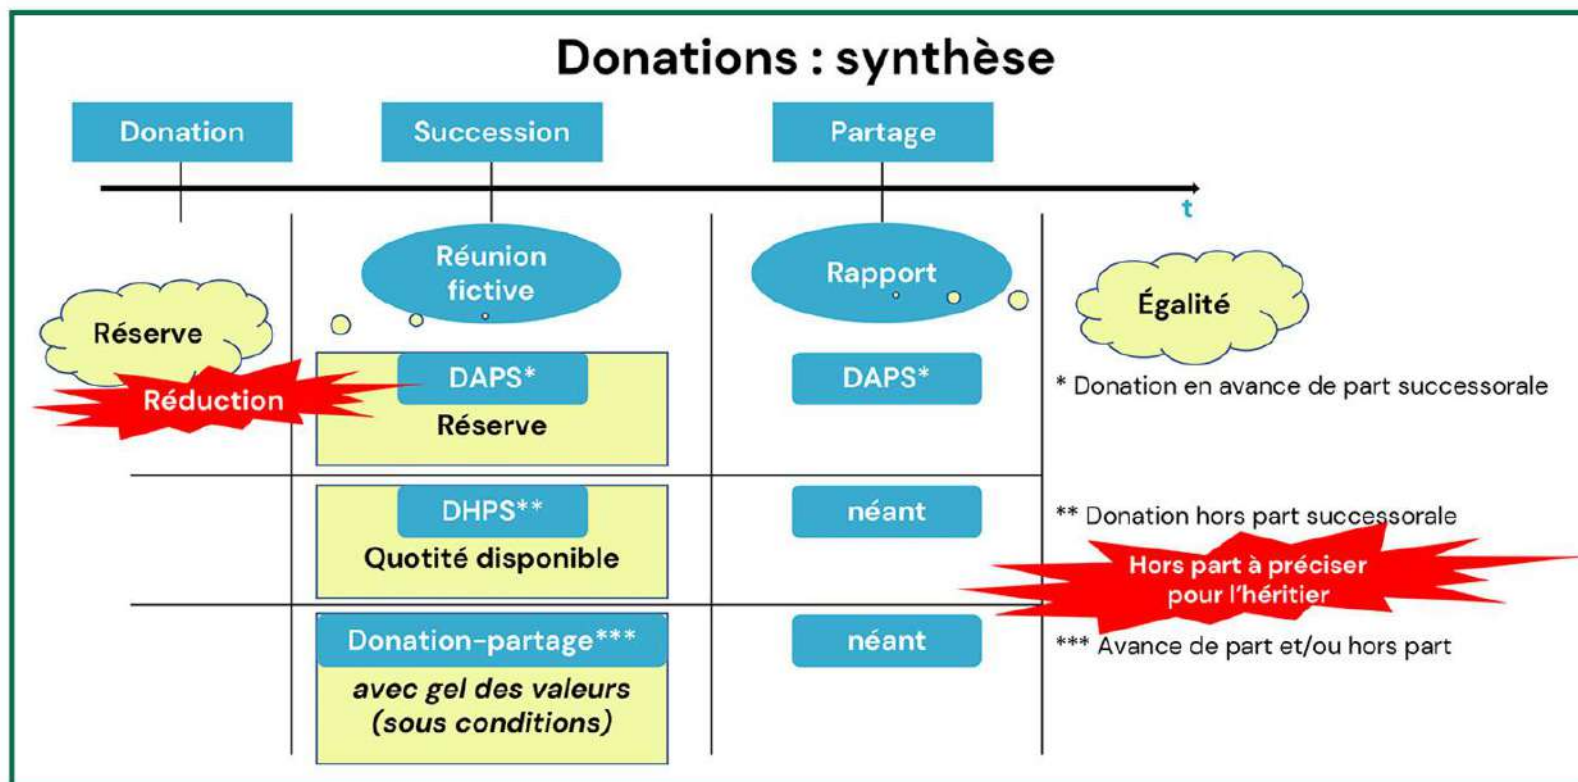 Donations : synthèse
Donation
Succession
Partage
t
Réunion
fictive
Rapport
Réserve
Égalité
Réduction
DAPS*
Réserve
DAPS*
* Donation en avance de part successorale
DHPS**
Quotité disponible
néant
** Donation hors part successorale
Hors part à préciser
pour l'héritier
Donation-partage***
avec gel des valeurs
(sous conditions)
néant
*** Avance de part et/ou hors part